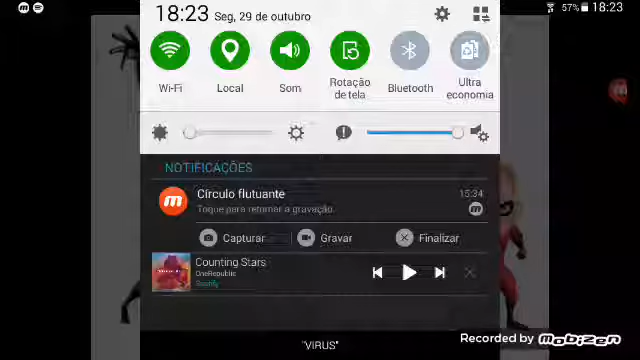 18:23 Seg, 29 de outubro
57% 18:23
Wi-Fi
Local
Som
Rotação
de tela
Bluetooth
Ultra
economia
NOTIFICAÇÕES
Círculo flutuante
15:34
Toque para retornar a gravação.
Capturar
Gravar
Finalizar
Counting Stars
OneRepublic
Spotify
"VIRUS"
Recorded by MOBIZEN